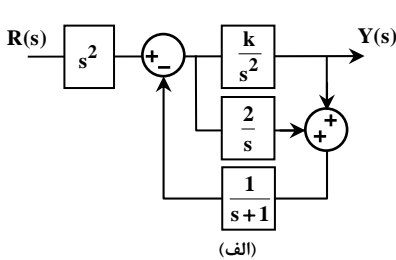 R(s)
s²
+
−
k/s²
Y(s)
2/s
+
+
1/s+1
(الف)